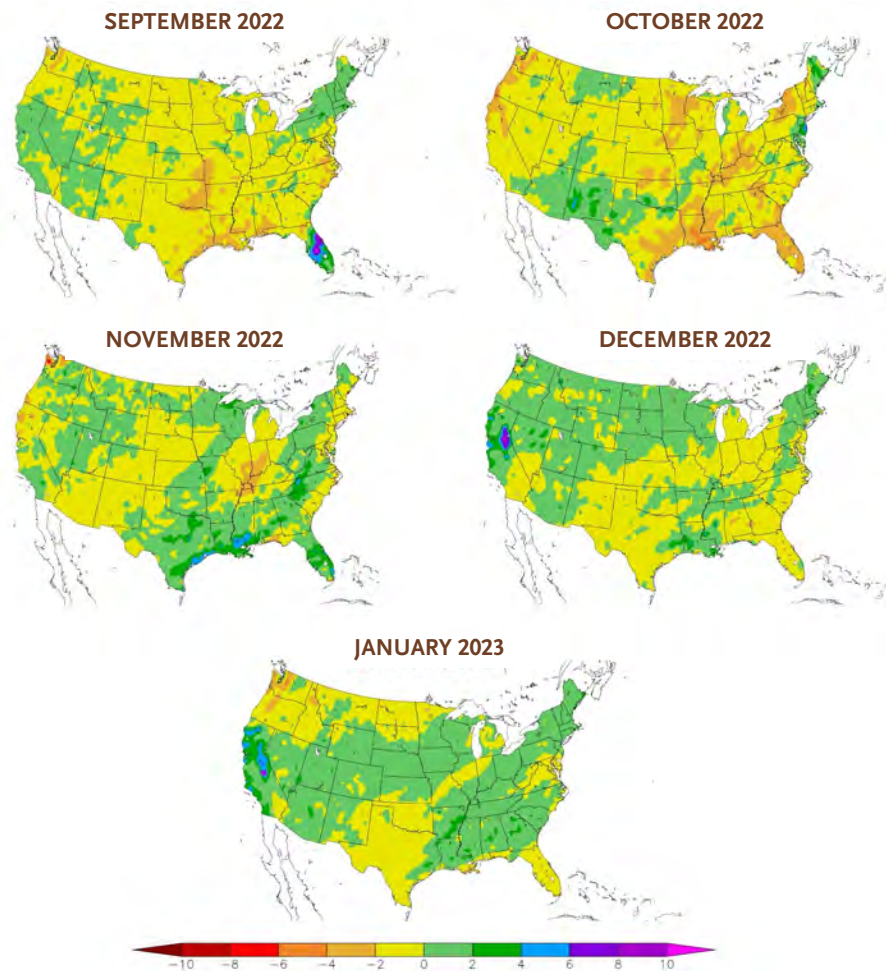 SEPTEMBER 2022
OCTOBER 2022
NOVEMBER 2022
DECEMBER 2022
JANUARY 2023
−10 −8 −6 −4 −2 0 2 4 6 8 10